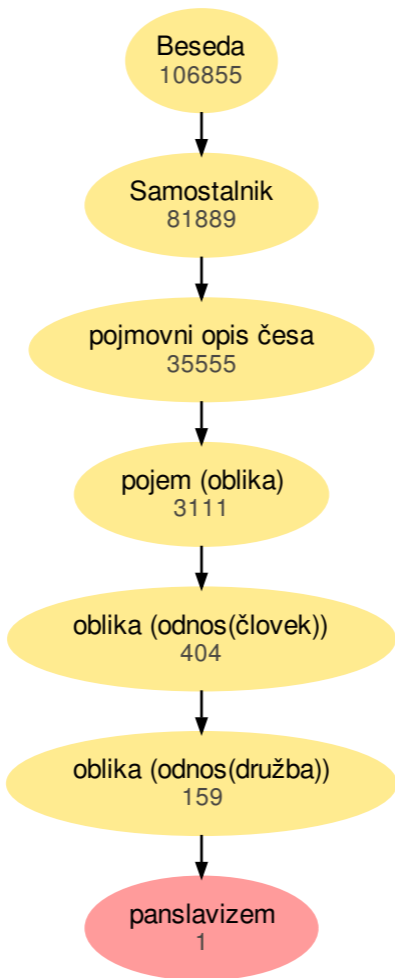 Beseda
106855
Samostalnik
81889
pojmovni opis česa
35555
pojem (oblika)
3111
oblika (odnos(človek))
404
oblika (odnos(družba))
159
panslavizem
1